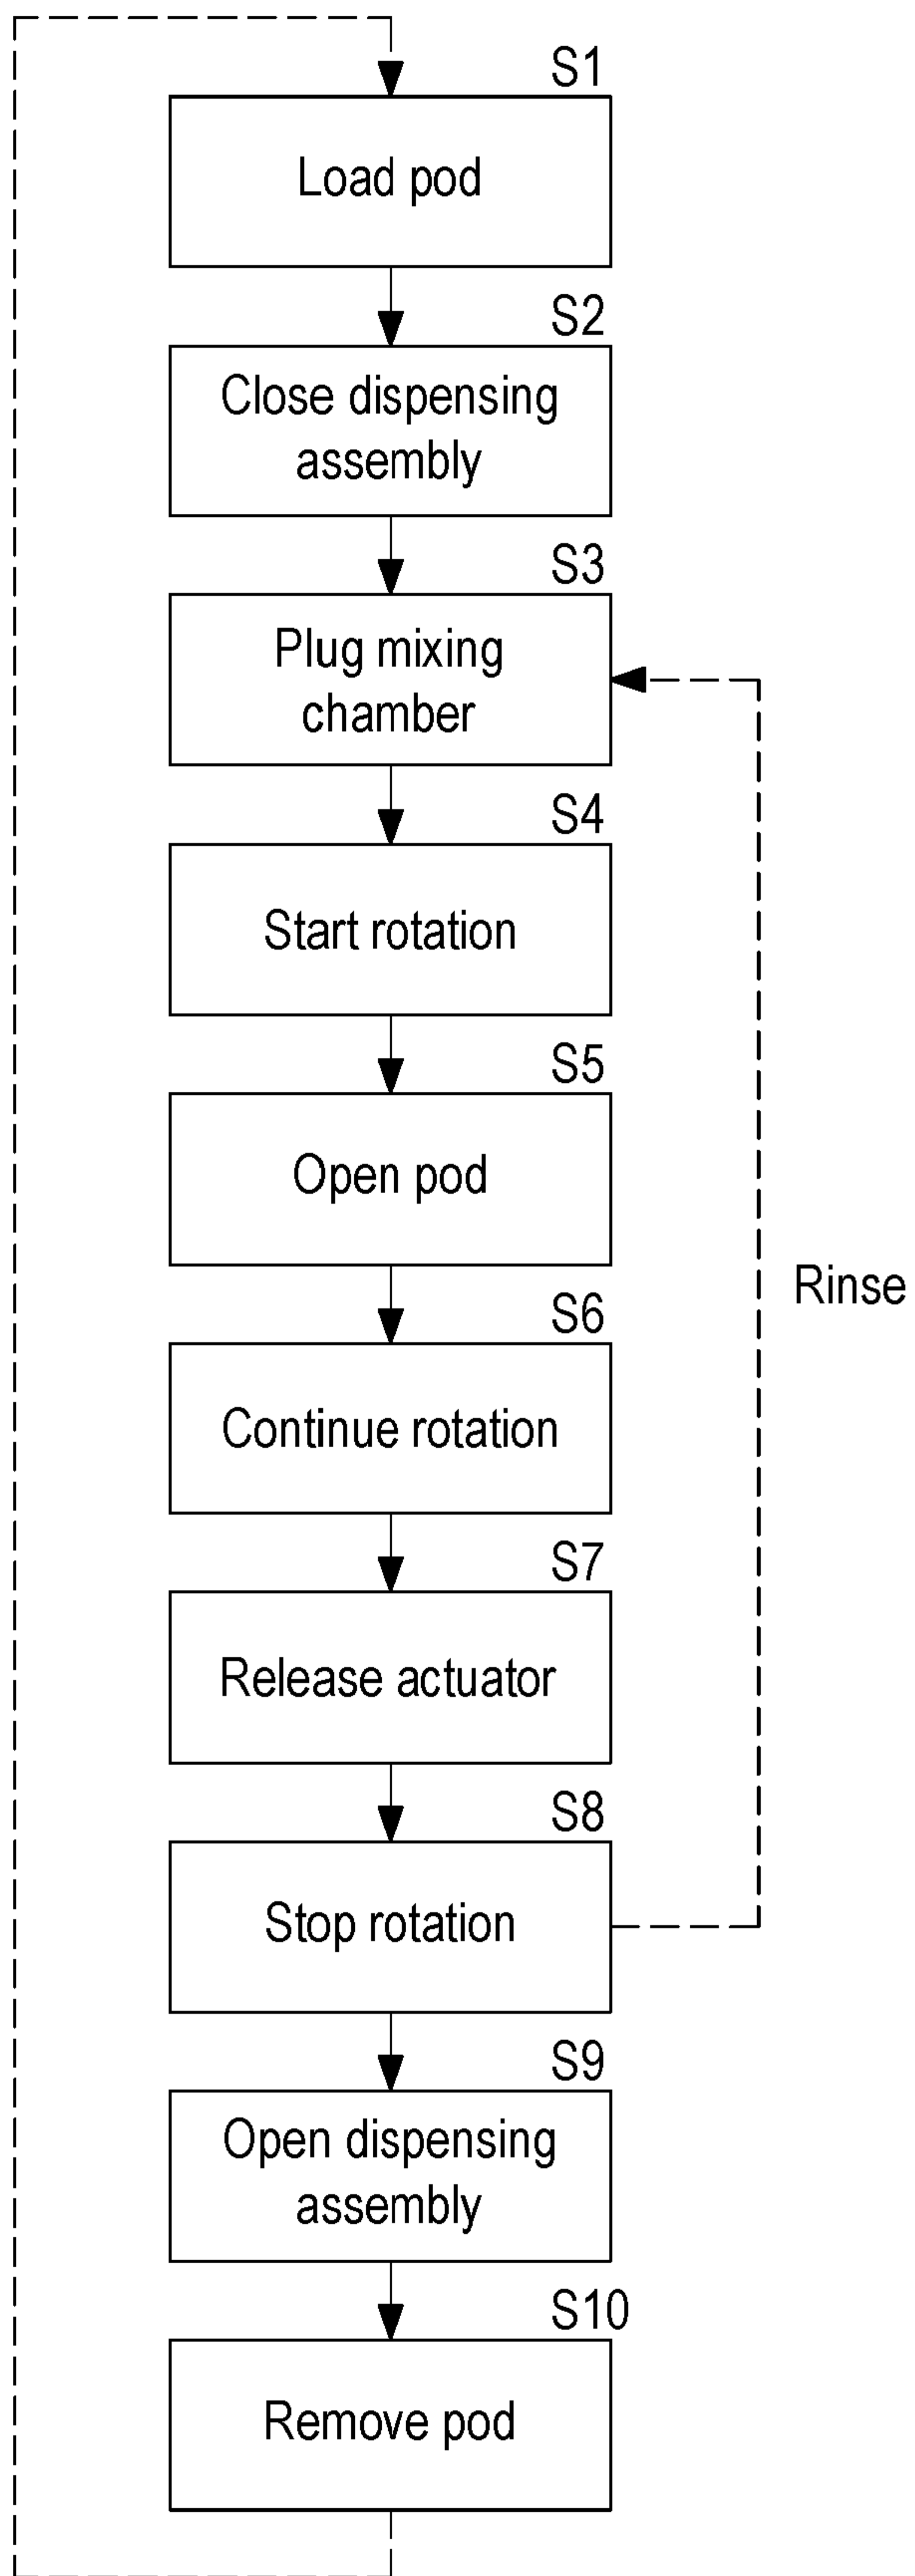 S1
Load pod
S2
Close dispensing
assembly
S3
Plug mixing
chamber
S4
Start rotation
S5
Open pod
Rinse
S6
Continue rotation
S7
Release actuator
S8
Stop rotation
S9
Open dispensing
assembly
S10
Remove pod